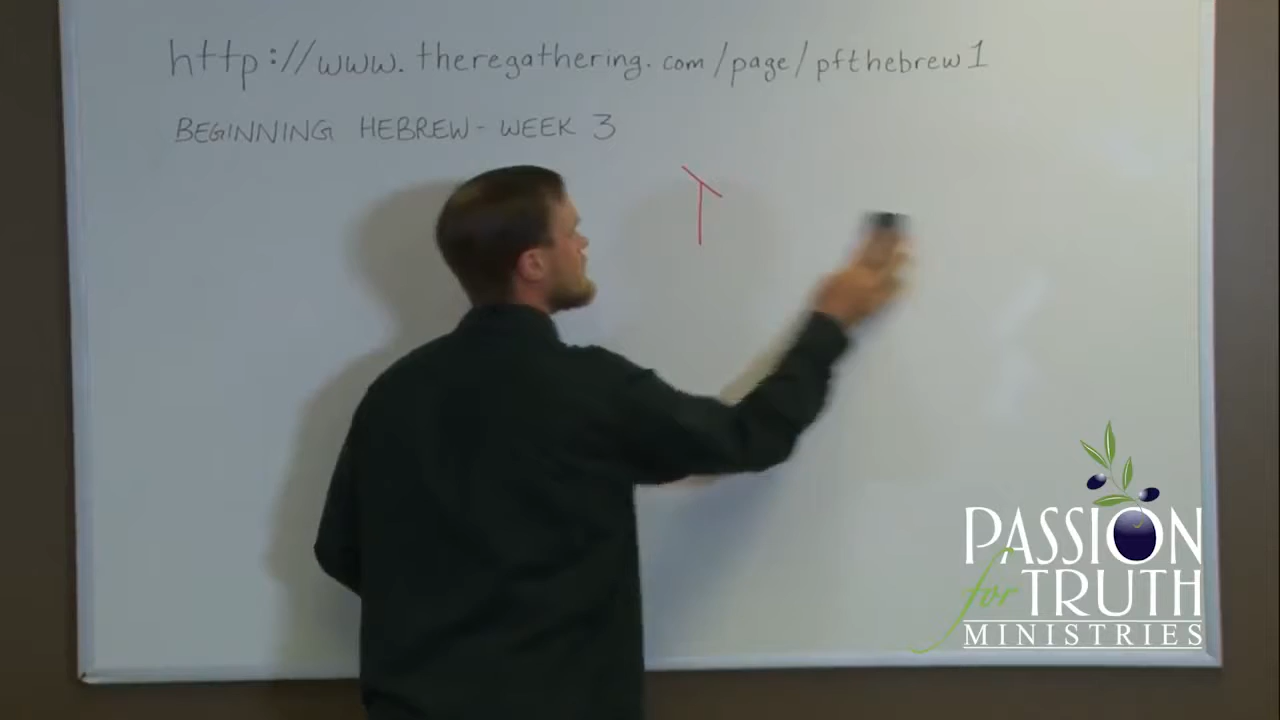 http://www.theregathering.com/page/pfthebrew1
BEGINNING HEBREW- WEEK 3
ז
PASSION
for TRUTH
MINISTRIES